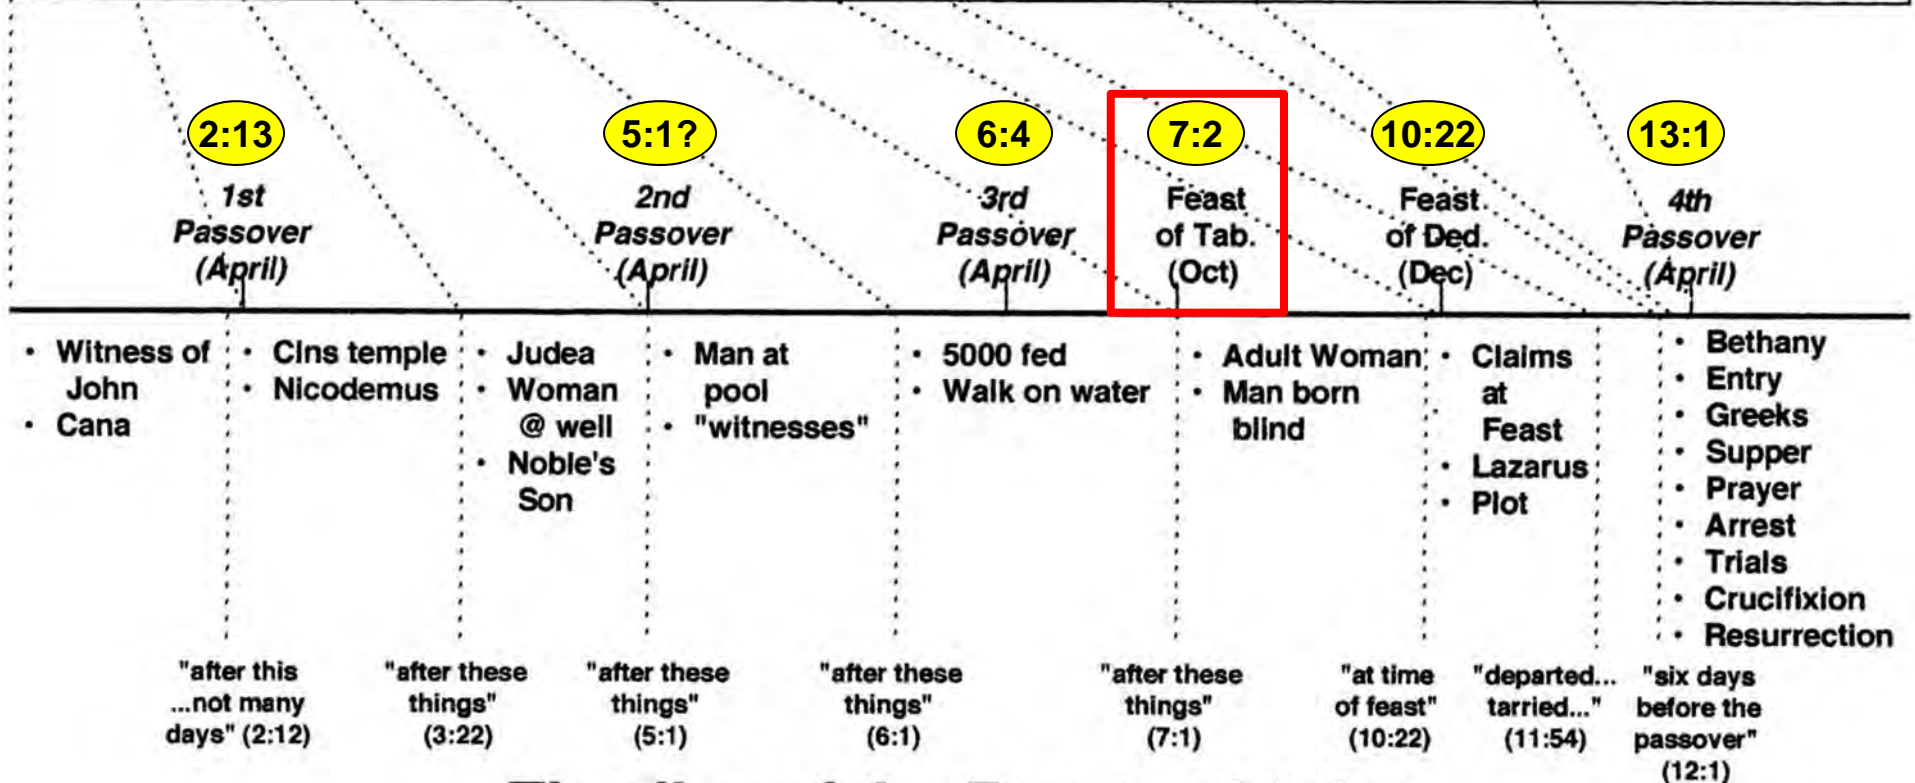 2:13
5:1?
6:4
7:2
10:22
13:1
1st
Passover
(April)
2nd
Passover
(April)
3rd
Passover
(April)
Feast
of Tab.
(Oct)
Feast
of Ded.
(Dec)
4th
Passover
(April)
• Witness of
John
• Cana
• Clns temple
• Nicodemus
• Judea
• Woman
@ well
• Noble's
Son
• Man at
pool
• "witnesses"
• 5000 fed
• Walk on water
• Adult Woman
• Man born
blind
• Claims
at
Feast
• Lazarus
• Plot
• Bethany
• Entry
• Greeks
• Supper
• Prayer
• Arrest
• Trials
• Crucifixion
• Resurrection
"after this
...not many
days" (2:12)
"after these
things"
(3:22)
"after these
things"
(5:1)
"after these
things"
(6:1)
"after these
things"
(7:1)
"at time
of feast"
(10:22)
"departed...
tarried..."
(11:54)
"six days
before the
passover"
(12:1)